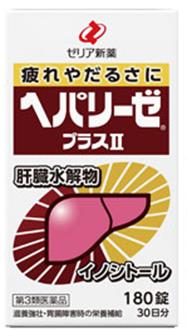 ゼリア新薬
疲れやだるさに
ヘパリーゼ®
プラスⅡ
肝臓水解物
イノシトール
第3類医薬品
180錠
滋養強壮・胃腸障害時の栄養補給
30日分